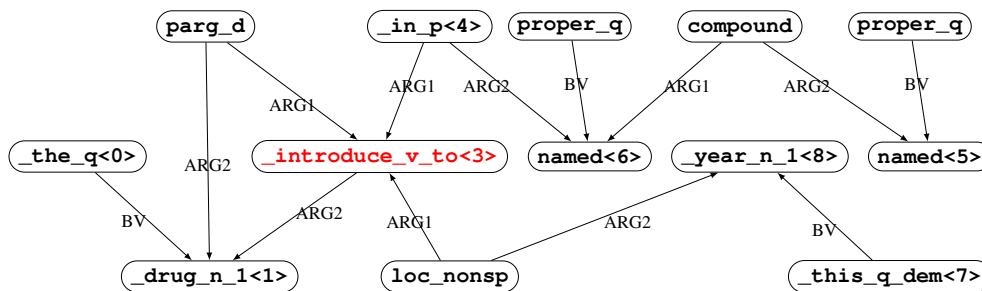 parg_d _in_p<4> proper_q compound proper_q
ARG1 ARG1 ARG2 BV ARG1 ARG2 BV
_the_q<0> _introduce_v_to<3> named<6> _year_n_1<8> named<5>
ARG2
BV ARG2 ARG1 ARG2 BV
_drug_n_1<1> loc_nonsp _this_q_dem<7>